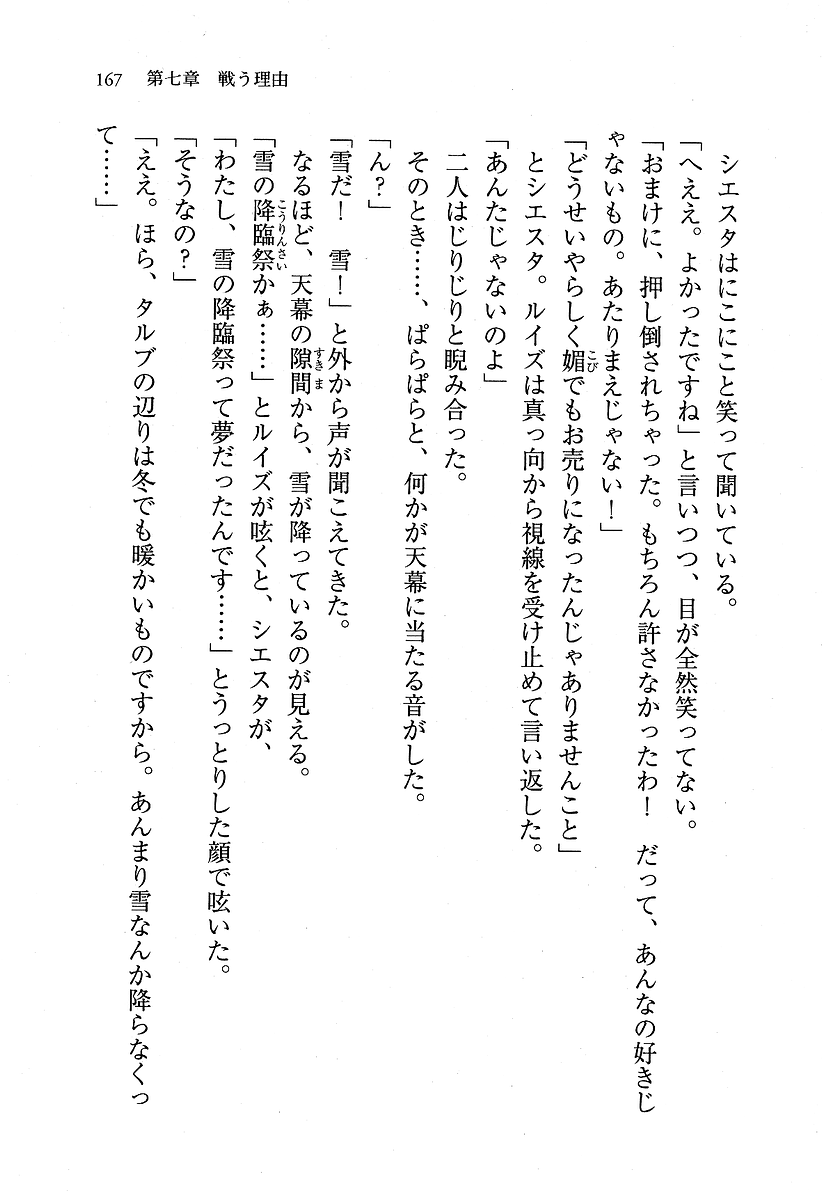 167　第七章　戦う理由
　シエスタはにこにこと笑って聞いている。
「へええ。よかったですね」と言いつつ、目が全然笑ってない。
「おまけに、押し倒されちゃった。もちろん許さなかったわ！　だって、あんなの好きじ
ゃないもの。あたりまえじゃない！」
「どうせいやらしく媚でもお売りになったんじゃありませんこと」
　とシエスタ。ルイズは真っ向から視線を受け止めて言い返した。
「あんたじゃないのよ」
　二人はじりじりと睨み合った。
　そのとき……、ぱらぱらと、何かが天幕に当たる音がした。
「ん？」
「雪だ！　雪！」と外から声が聞こえてきた。
　なるほど、天幕の隙間から、雪が降っているのが見える。
「雪の降臨祭かぁ……」とルイズが呟くと、シエスタが、
「わたし、雪の降臨祭って夢だったんです……」とうっとりした顔で呟いた。
「そうなの？」
「ええ。ほら、タルブの辺りは冬でも暖かいものですから。あんまり雪なんか降らなくっ
て……」
こび
すきま
こうりんさい